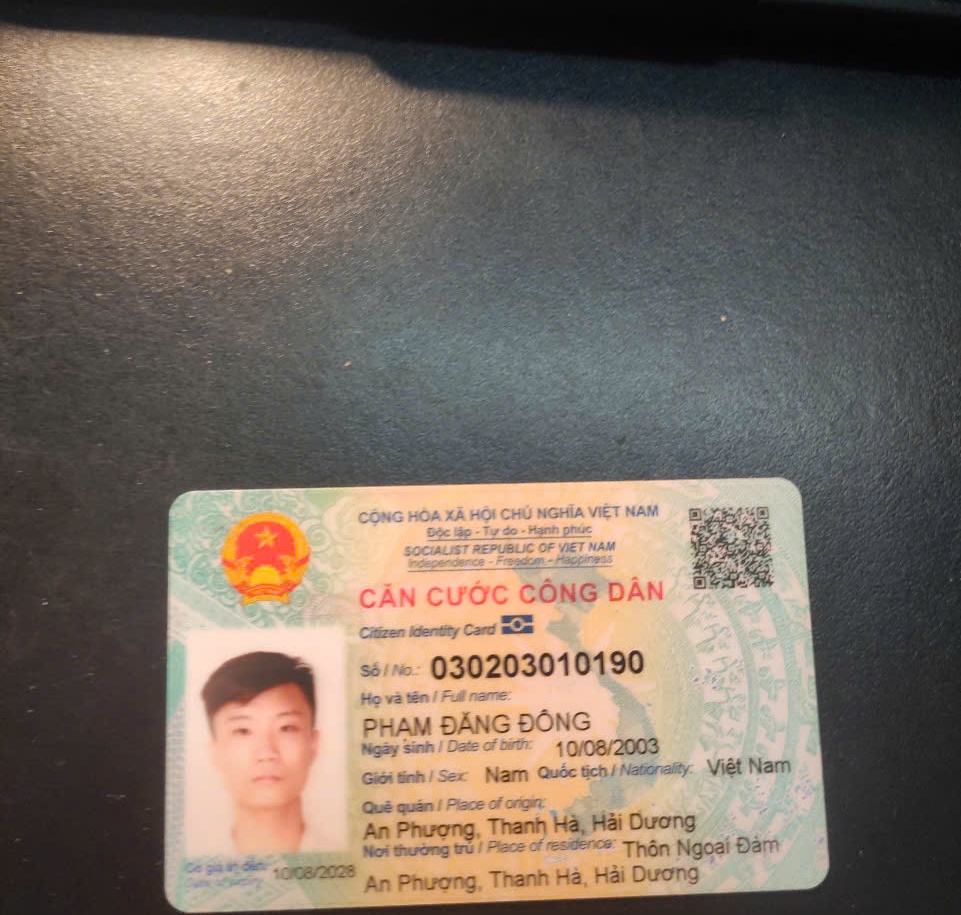 CỘNG HÒA XÃ HỘI CHỦ NGHĨA VIỆT NAM
Độc lập - Tự do - Hạnh phúc
SOCIALIST REPUBLIC OF VIET NAM
Independence - Freedom - Happiness
CĂN CƯỚC CÔNG DÂN
Citizen Identity Card
Số / No.: 030203010190
Họ và tên / Full name:
PHẠM ĐĂNG ĐÔNG
Ngày sinh / Date of birth: 10/08/2003
Giới tính / Sex: Nam Quốc tịch / Nationality: Việt Nam
Quê quán / Place of origin:
An Phượng, Thanh Hà, Hải Dương
Nơi thường trú / Place of residence: Thôn Ngoại Đàm
An Phượng, Thanh Hà, Hải Dương
Có giá trị đến: 10/08/2028
Date of expiry